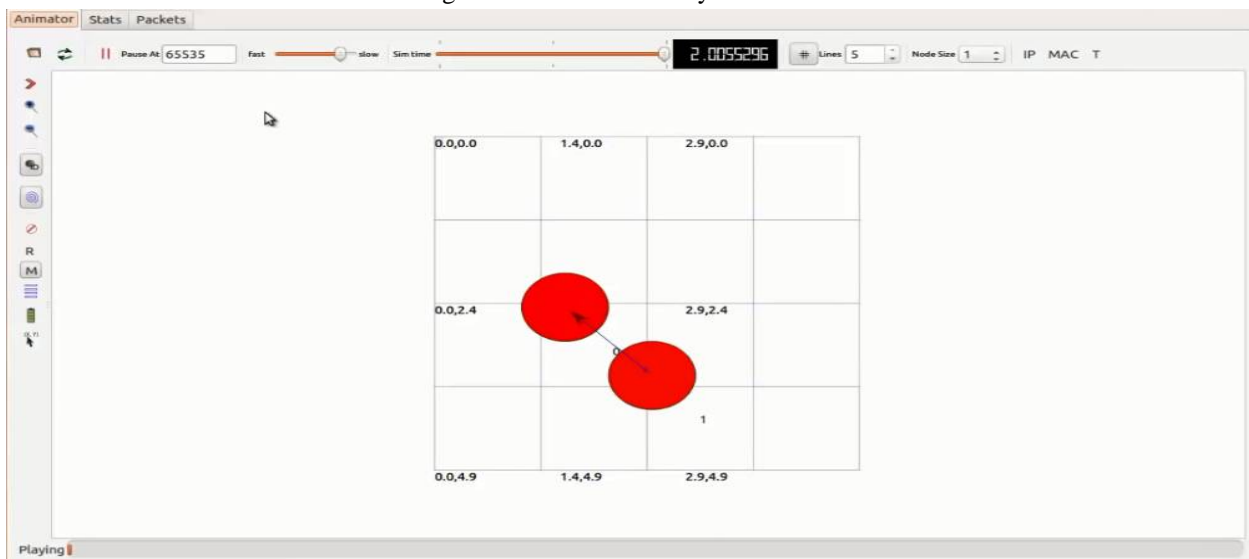 Animator Stats Packets
Pause At 65535 fast slow Sim time 2.0055296 # Lines 5 Node Size 1 IP MAC T
0.0,0.0 1.4,0.0 2.9,0.0
R
M
0.0,2.4 2.9,2.4
0
1
0.0,4.9 1.4,4.9 2.9,4.9
Playing